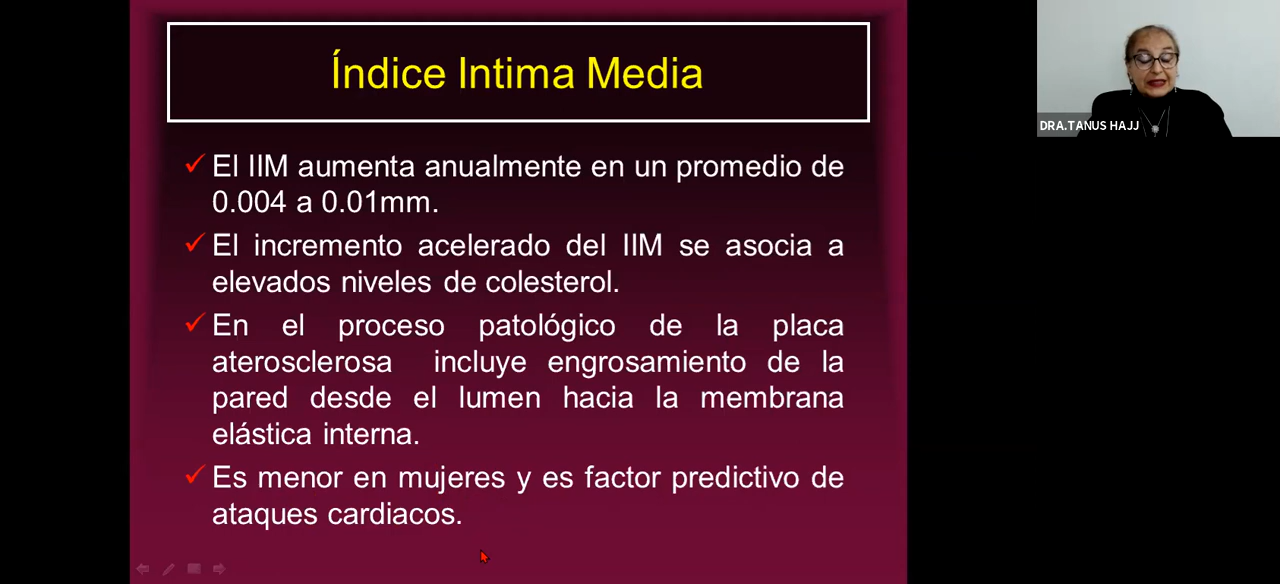 Índice Intima Media
El IIM aumenta anualmente en un promedio de
0.004 a 0.01mm.
El incremento acelerado del IIM se asocia a
elevados niveles de colesterol.
En el proceso patológico de la placa
aterosclerosa incluye engrosamiento de la
pared desde el lumen hacia la membrana
elástica interna.
Es menor en mujeres y es factor predictivo de
ataques cardiacos.
DRA.TANUS HAJJ